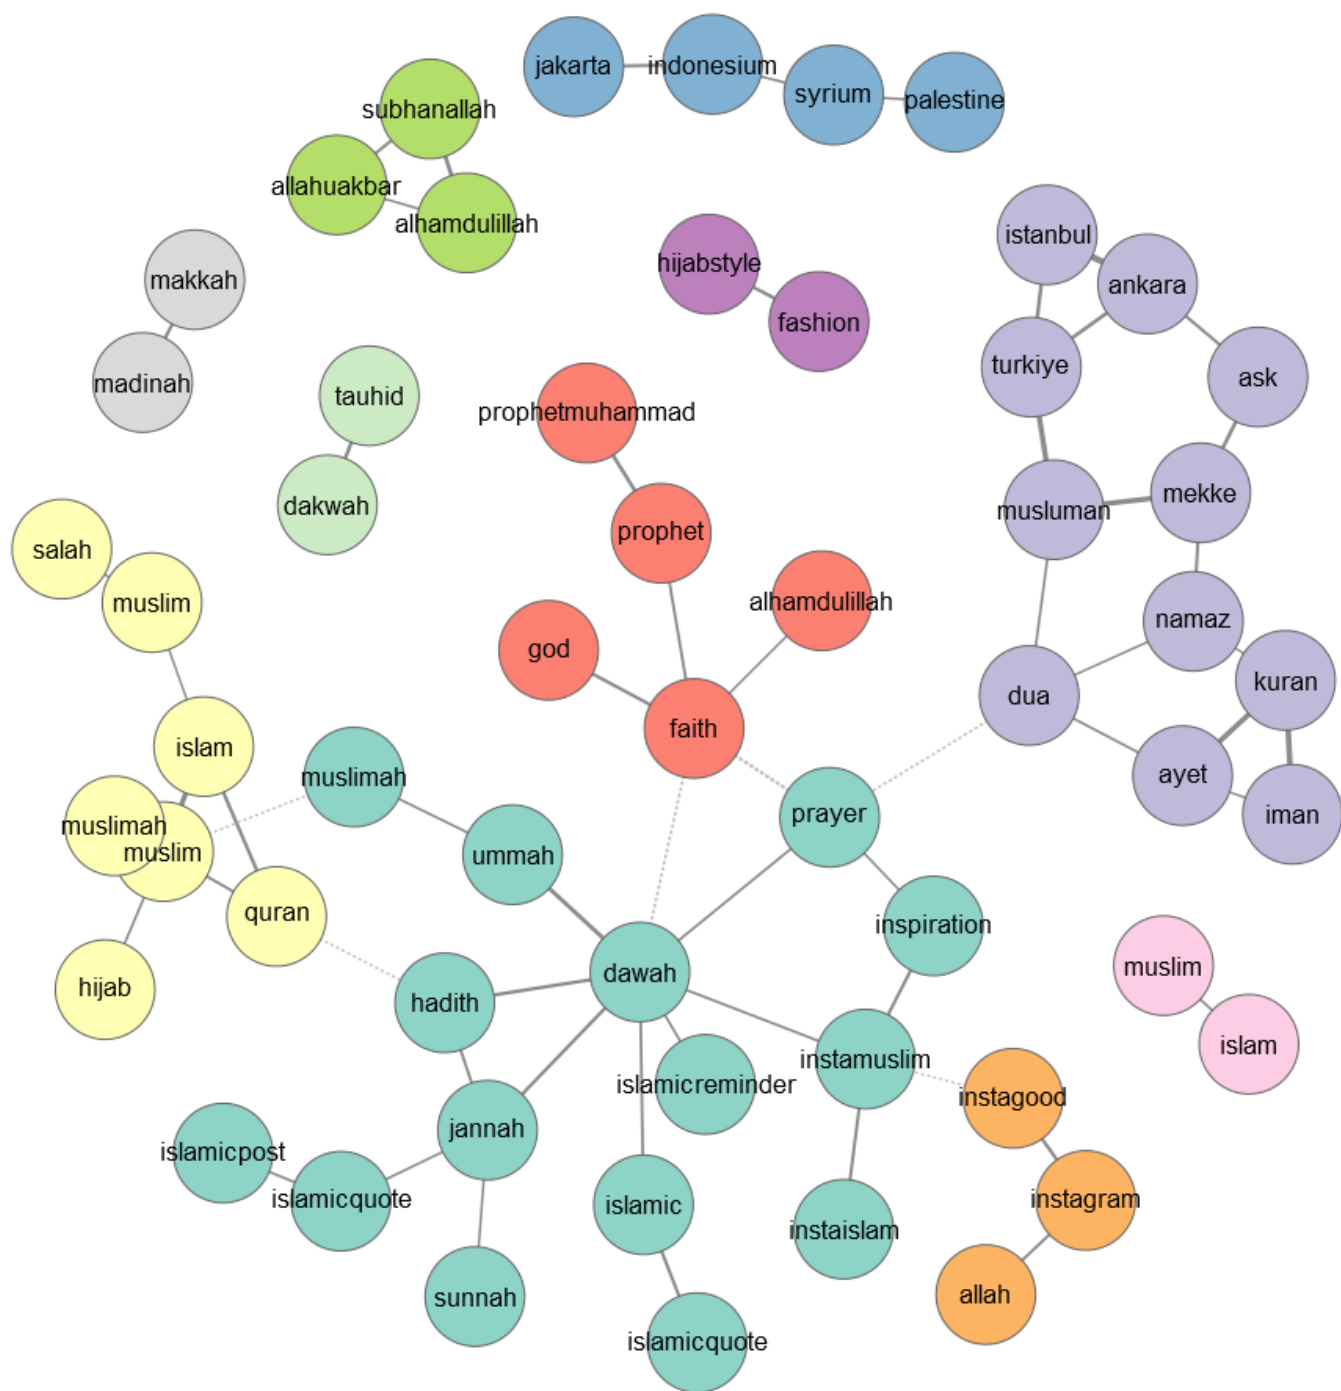 jakarta
indonesium
syrium
palestine
subhanallah
allahuakbar
alhamdulillah
istanbul
ankara
makkah
madinah
hijabstyle
fashion
turkiye
ask
tauhid
dakwah
prophetmuhammad
prophet
mekke
musluman
salah
muslim
alhamdulillah
god
namaz
kuran
dua
faith
islam
muslimah
ayet
iman
prayer
muslimah
muslim
ummah
quran
inspiration
hijab
hadith
dawah
muslim
islam
instamuslim
islamicreminder
instagood
jannah
islamicpost
islamicquote
islamic
instagram
instaislam
sunnah
allah
islamicquote